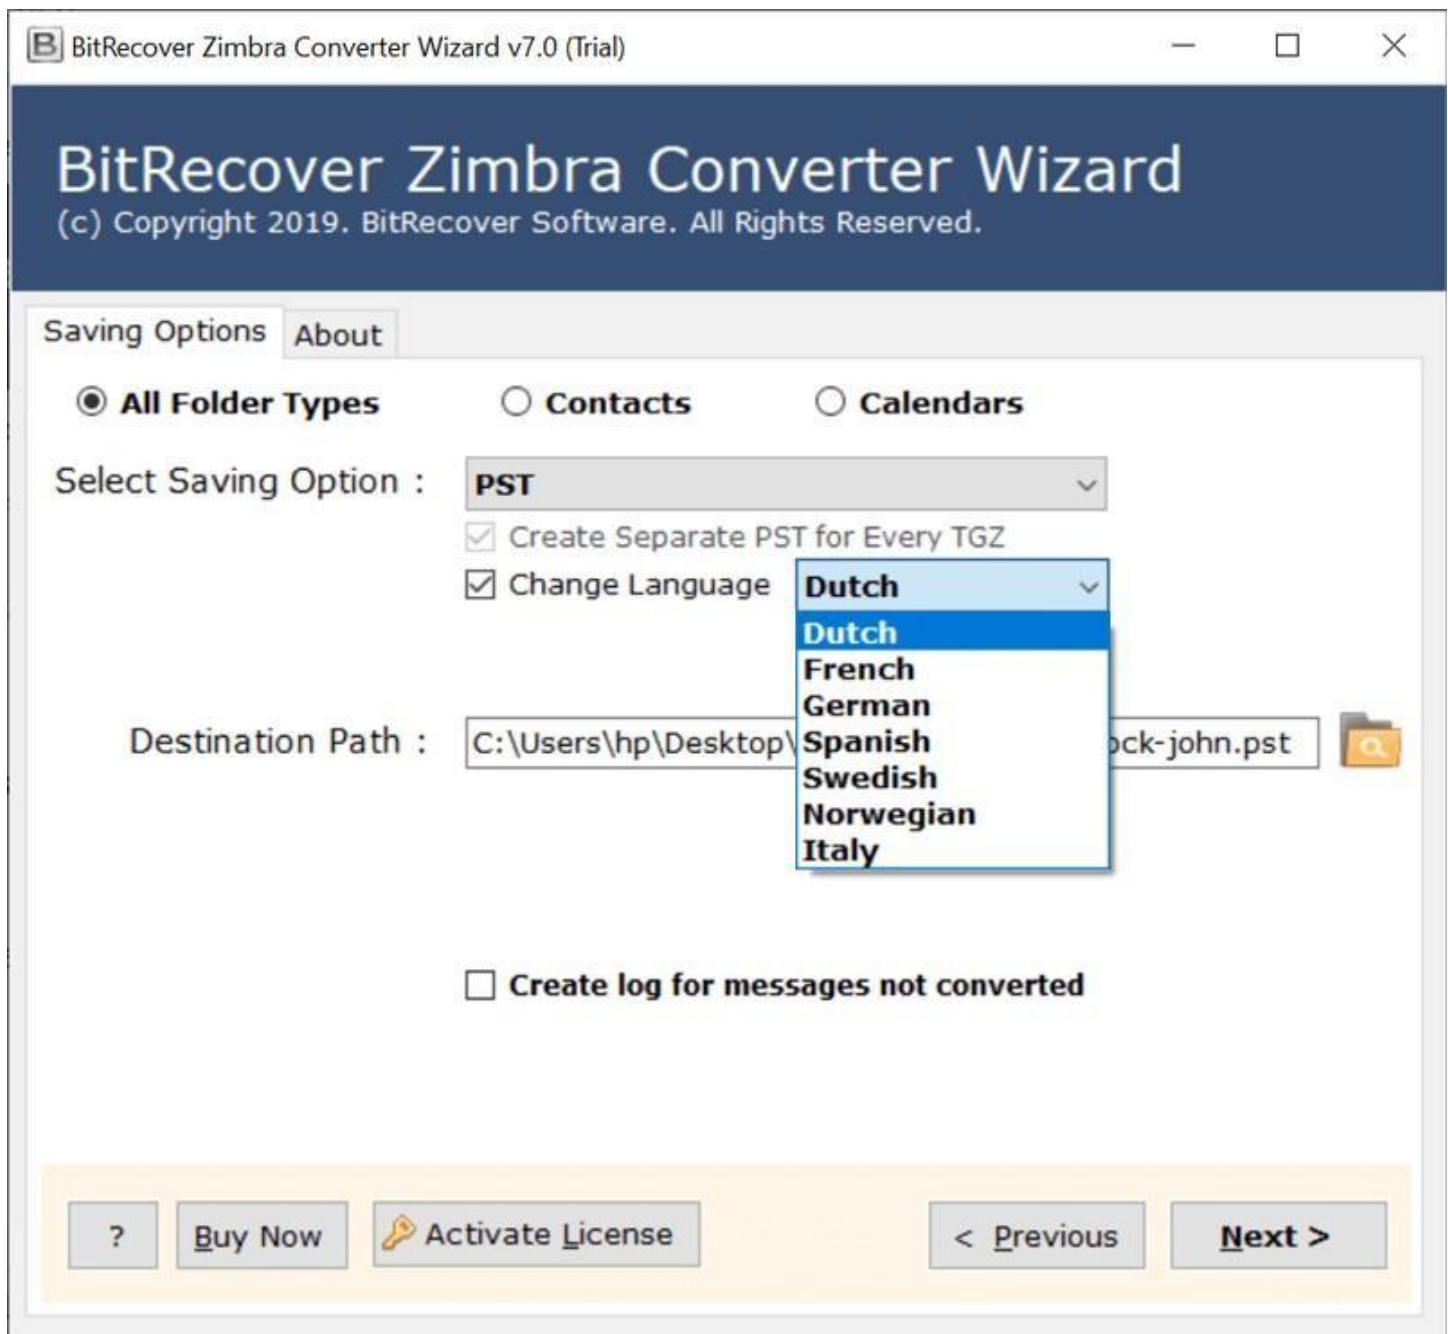 BitRecover Zimbra Converter Wizard v7.0 (Trial)
BitRecover Zimbra Converter Wizard
(c) Copyright 2019. BitRecover Software. All Rights Reserved.
Saving Options About
All Folder Types Contacts Calendars
Select Saving Option : PST
Create Separate PST for Every TGZ
Change Language Dutch
Dutch
French
German
Destination Path : C:\Users\hp\Desktop\ Spanish ock-john.pst
Swedish
Norwegian
Italy
Create log for messages not converted
? Buy Now Activate License < Previous Next >